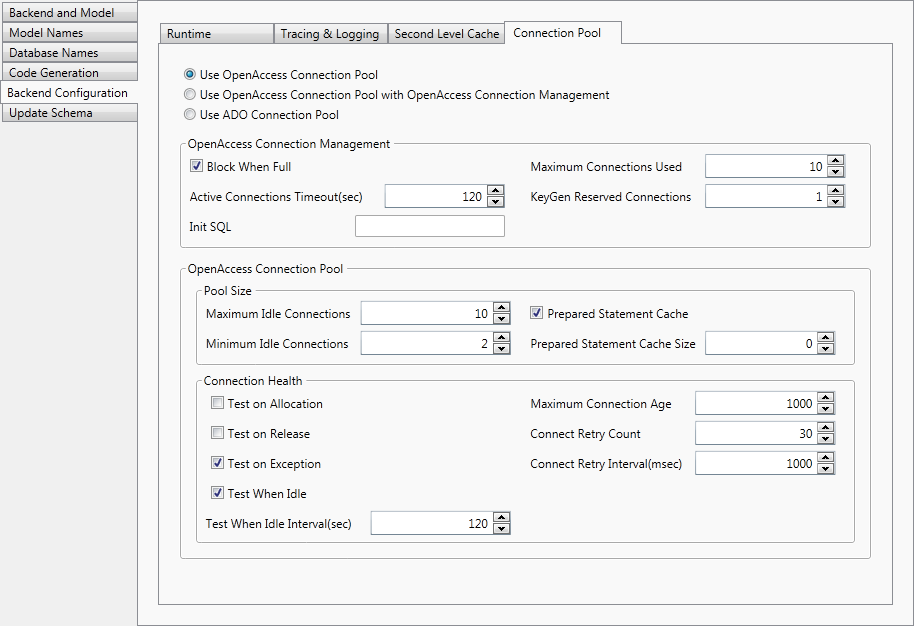 Backend and Model
Model Names
Database Names
Code Generation
Backend Configuration
Update Schema
Runtime
Tracing & Logging
Second Level Cache
Connection Pool
Use OpenAccess Connection Pool
Use OpenAccess Connection Pool with OpenAccess Connection Management
Use ADO Connection Pool
OpenAccess Connection Management
Block When Full
Maximum Connections Used 10
Active Connections Timeout(sec) 120
KeyGen Reserved Connections 1
Init SQL
OpenAccess Connection Pool
Pool Size
Maximum Idle Connections 10
Prepared Statement Cache
Minimum Idle Connections 2
Prepared Statement Cache Size 0
Connection Health
Test on Allocation
Maximum Connection Age 1000
Test on Release
Connect Retry Count 30
Test on Exception
Connect Retry Interval(msec) 1000
Test When Idle
Test When Idle Interval(sec) 120